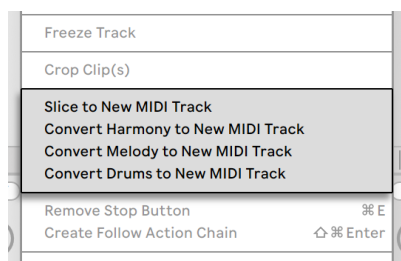 Freeze Track
Crop Clip(s)
Slice to New MIDI Track
Convert Harmony to New MIDI Track
Convert Melody to New MIDI Track
Convert Drums to New MIDI Track
Remove Stop Button ⌘E
Create Follow Action Chain ⇧⌘Enter